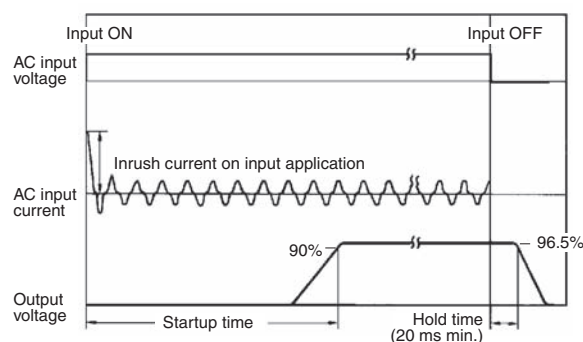 Input ON
Input OFF
AC input
voltage
Inrush current on input application
AC input
current
90%
96.5%
Output
voltage
Startup time
Hold time
(20 ms min.)